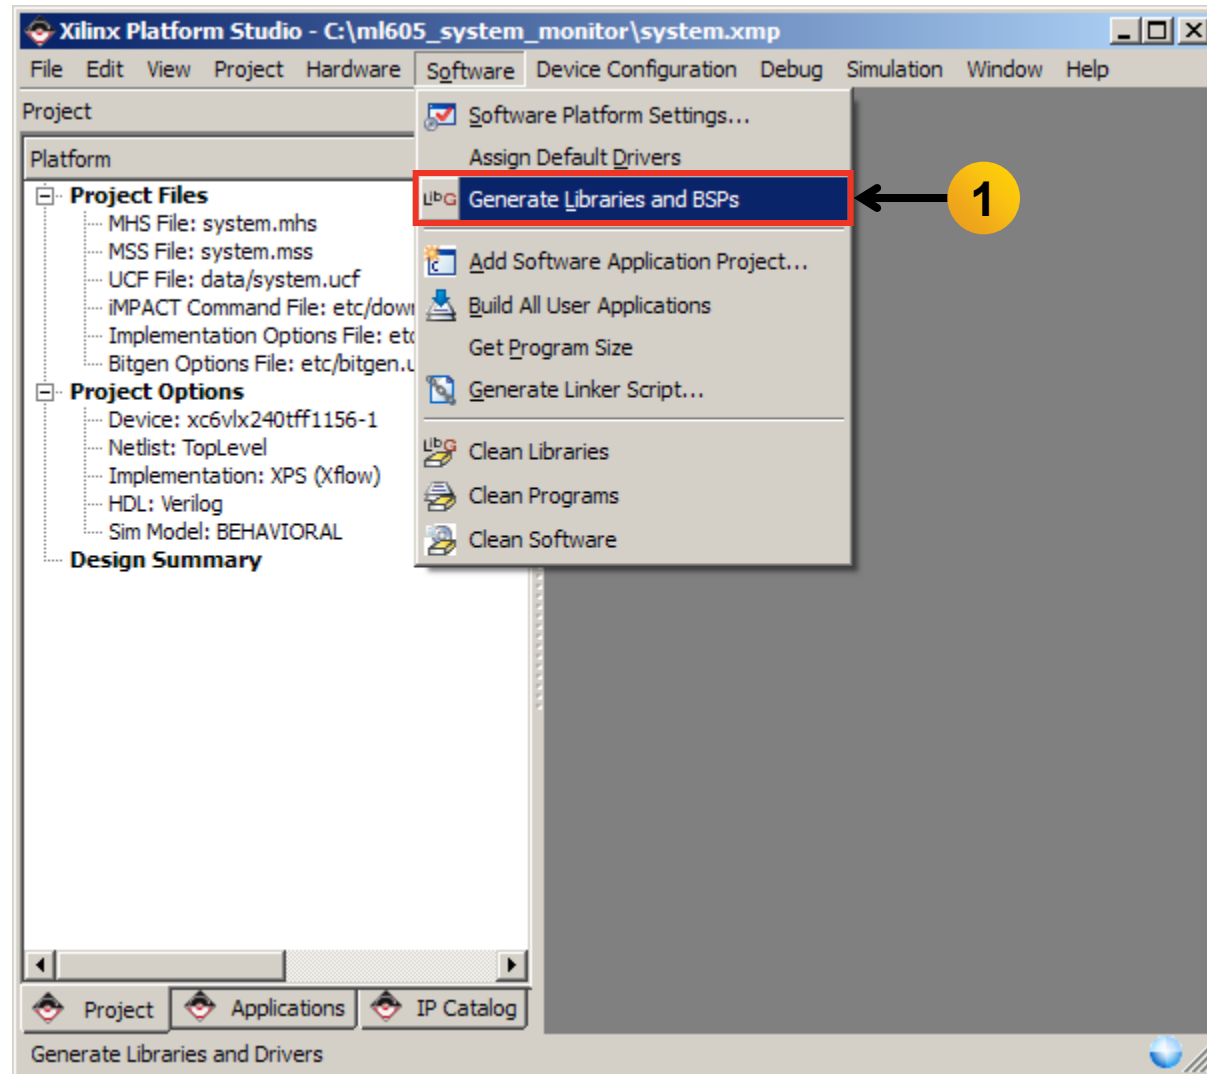 Xilinx Platform Studio - C:\ml605_system_monitor\system.xmp
File Edit View Project Hardware Software Device Configuration Debug Simulation Window Help
Project
Platform
Project Files
MHS File: system.mhs
MSS File: system.mss
UCF File: data/system.ucf
iMPACT Command File: etc/dow
Implementation Options File: etc
Bitgen Options File: etc/bitgen.u
Project Options
Device: xc6vlx240tff1156-1
Netlist: TopLevel
Implementation: XPS (Xflow)
HDL: Verilog
Sim Model: BEHAVIORAL
Design Summary
Software Platform Settings...
Assign Default Drivers
LibG Generate Libraries and BSPs
1
Add Software Application Project...
Build All User Applications
Get Program Size
Generate Linker Script...
LibG Clean Libraries
Clean Programs
Clean Software
Project Applications IP Catalog
Generate Libraries and Drivers